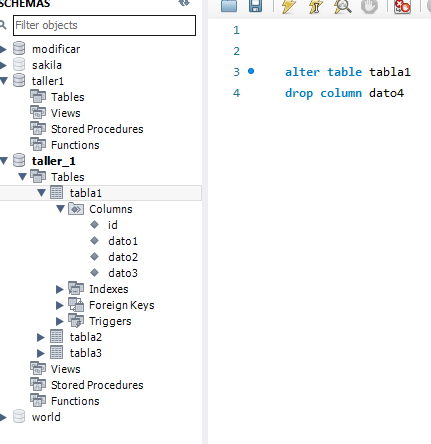 SCHEMAS
Filter objects
modificar
sakila
taller1
Tables
Views
Stored Procedures
Functions
taller_1
Tables
tabla1
Columns
id
dato1
dato2
dato3
Indexes
Foreign Keys
Triggers
tabla2
tabla3
Views
Stored Procedures
Functions
world
1
2
3 alter table tabla1
4 drop column dato4